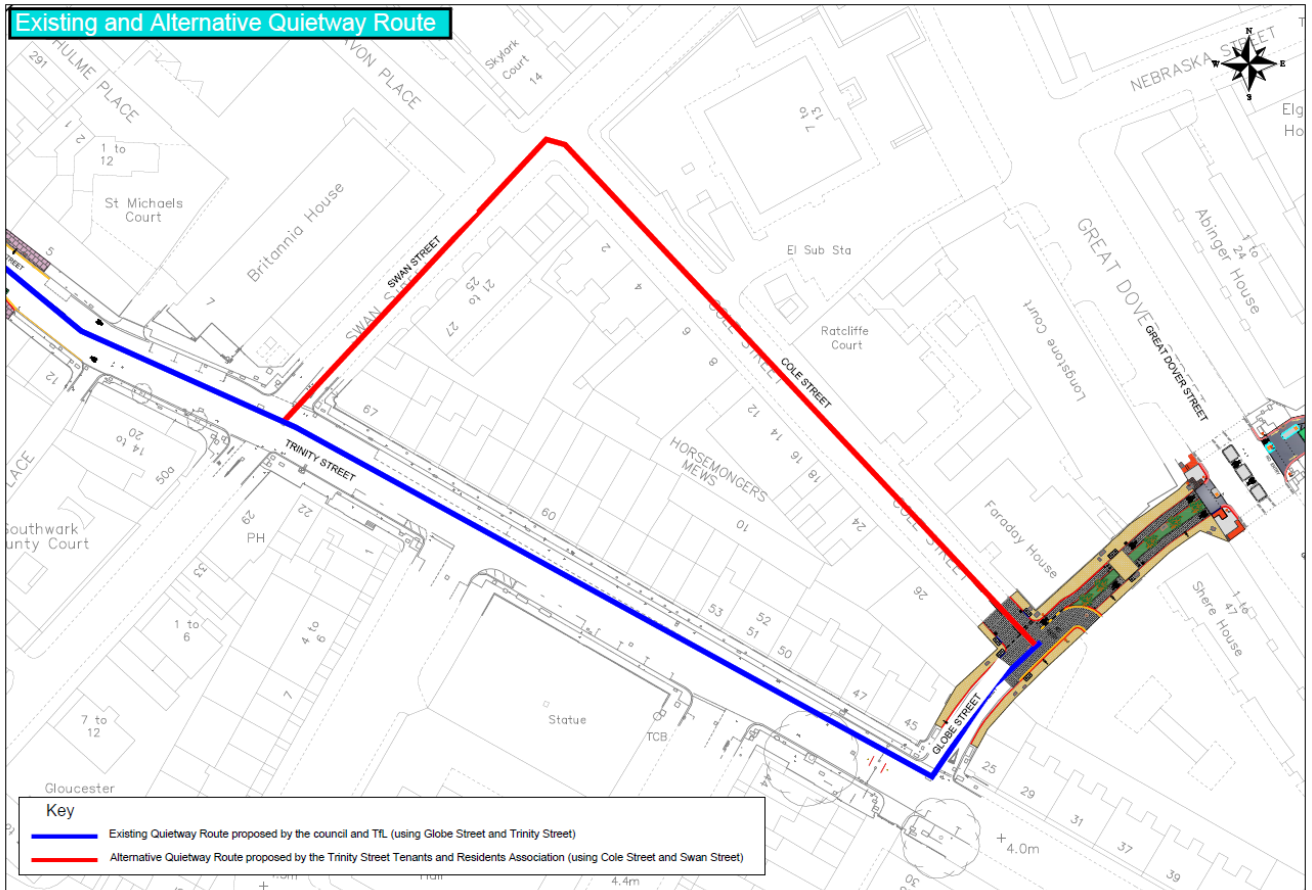 Existing and Alternative Quietway Route
HULME PLACE
291
1
2
1 to
12
St Michaels
Court
5
STREET
Britannia House
7
AVON PLACE
Skylark
Court
14
7 to
13
NEBRASKA STREET
N
W
E
S
Elg
Ho
SWAN STREET
SWAN STREET
21 to
25
27
2
4
6
8
12
14
16
18
24
26
COLE STREET
COLE STREET
COLE STREET
El Sub Sta
Ratcliffe
Court
Longstone Court
GREAT DOVE
GREAT DOVER STREET
1 to
24
Abinger House
67
60
HORSEMONGERS
MEWS
10
53
52
51
50
47
45
TRINITY STREET
12
14 to
20
50a
LACE
Southwark
unty Court
29
PH
22
33
1
1 to
6
4 to
6
7
7 to
12
Statue
TCB
44
Faraday House
GLOBE STREET
1 to
47
Shere House
25
29
31
37
39
4.0m
30
4.4m
Gloucester
Key
Existing Quietway Route proposed by the council and TfL (using Globe Street and Trinity Street)
Alternative Quietway Route proposed by the Trinity Street Tenants and Residents Association (using Cole Street and Swan Street)